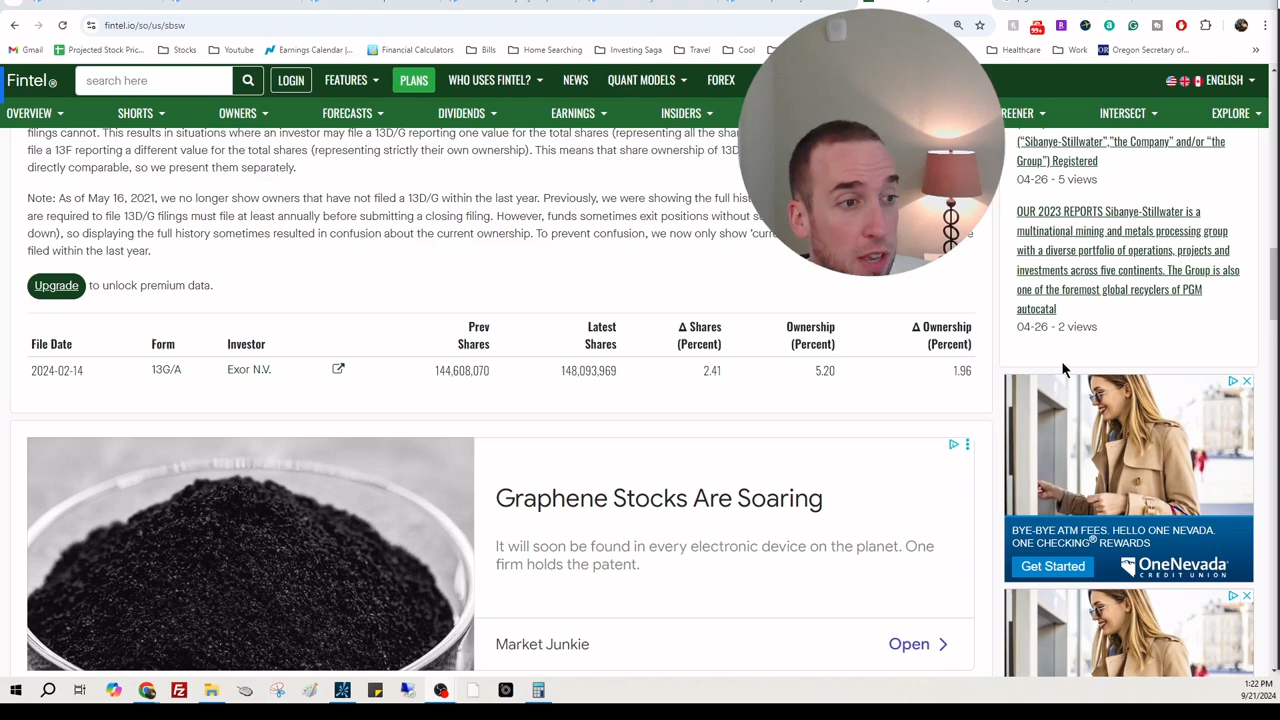 fintel.io/so/us/sbsw
Gmail
Projected Stock Pric...
Stocks
Youtube
Earnings Calendar |...
Financial Calculators
Bills
Home Searching
Investing Saga
Travel
Cool
Healthcare
Work
Oregon Secretary of...
Fintel
search here
LOGIN
FEATURES
PLANS
WHO USES FINTEL?
NEWS
QUANT MODELS
FOREX
ENGLISH
OVERVIEW
SHORTS
OWNERS
FORECASTS
DIVIDENDS
EARNINGS
INSIDERS
REENER
INTERSECT
EXPLORE
filings cannot. This results in situations where an investor may file a 13D/G reporting one value for the total shares (representing all the shar
file a 13F reporting a different value for the total shares (representing strictly their own ownership). This means that share ownership of 13D
directly comparable, so we present them separately.
Note: As of May 16, 2021, we no longer show owners that have not filed a 13D/G within the last year. Previously, we were showing the full hist
are required to file 13D/G filings must file at least annually before submitting a closing filing. However, funds sometimes exit positions without s
down), so displaying the full history sometimes resulted in confusion about the current ownership. To prevent confusion, we now only show 'curr
filed within the last year.
Upgrade to unlock premium data.
File Date Form Investor Prev Shares Latest Shares Δ Shares (Percent) Ownership (Percent) Δ Ownership (Percent)
2024-02-14 13G/A Exor N.V. 144,608,070 148,093,969 2.41 5.20 1.96
("Sibanye-Stillwater","the Company" and/or "the
Group") Registered
04-26 - 5 views
OUR 2023 REPORTS Sibanye-Stillwater is a
multinational mining and metals processing group
with a diverse portfolio of operations, projects and
investments across five continents. The Group is also
one of the foremost global recyclers of PGM
autocatal
04-26 - 2 views
Graphene Stocks Are Soaring
It will soon be found in every electronic device on the planet. One
firm holds the patent.
Market Junkie
Open
BYE-BYE ATM FEES. HELLO ONE NEVADA.
ONE CHECKING® REWARDS
Get Started
OneNevada
CREDIT UNION
1:22 PM
9/21/2024